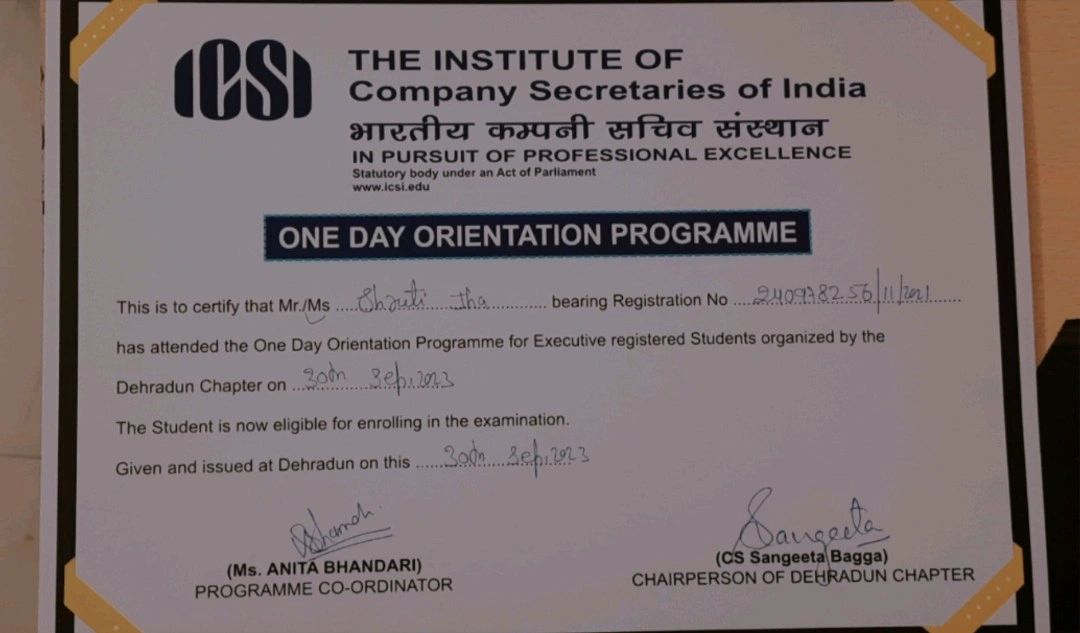 ICSI
THE INSTITUTE OF
Company Secretaries of India
भारतीय कम्पनी सचिव संस्थान
IN PURSUIT OF PROFESSIONAL EXCELLENCE
Statutory body under an Act of Parliament
www.icsi.edu
ONE DAY ORIENTATION PROGRAMME
This is to certify that Mr./Ms ..... Shruti Jha ............ bearing Registration No .... 240978256/11/2021 ......
has attended the One Day Orientation Programme for Executive registered Students organized by the
Dehradun Chapter on ... 30th Sep, 2023
The Student is now eligible for enrolling in the examination.
Given and issued at Dehradun on this ...... 30th Sep, 2023
Sangeeta
(Ms. ANITA BHANDARI)
(CS Sangeeta Bagga)
PROGRAMME CO-ORDINATOR
CHAIRPERSON OF DEHRADUN CHAPTER